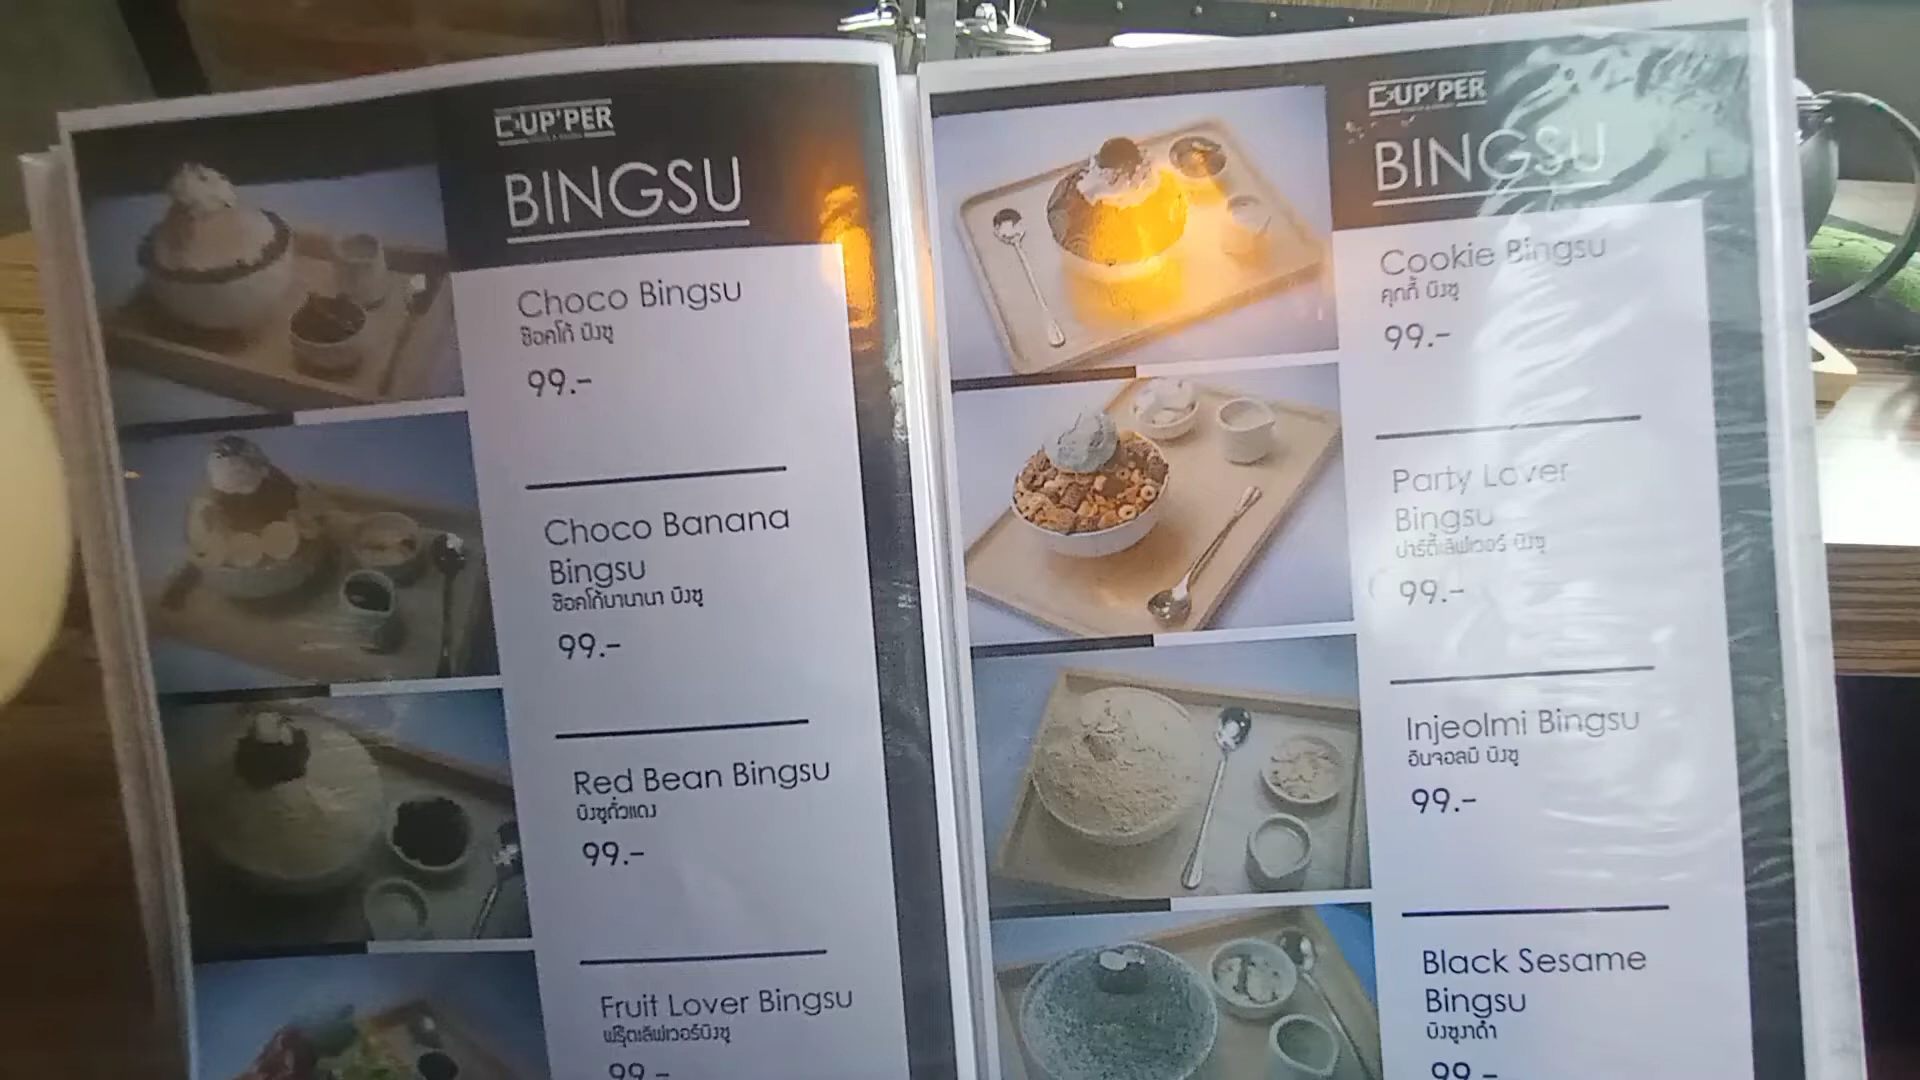 CUP'PER
BINGSU
Choco Bingsu
ช็อคโก้ บิงซู
99.-
Choco Banana
Bingsu
ช็อคโก้บานานา บิงซู
99.-
Red Bean Bingsu
บิงซูถั่วแดง
99.-
Fruit Lover Bingsu
ฟรุ๊ตเลิฟเวอร์บิงซู
99.-
CUP'PER
BINGSU
Cookie Bingsu
คุกกี้ บิงซู
99.-
Party Lover
Bingsu
ปาร์ตี้เลิฟเวอร์ บิงซู
99.-
Injeolmi Bingsu
อินจอลมี บิงซู
99.-
Black Sesame
Bingsu
บิงซูงาดำ
99.-